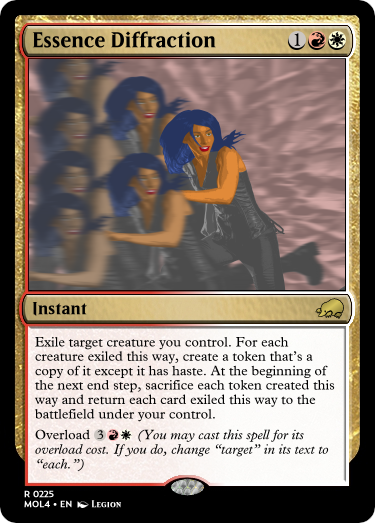 Essence Diffraction 1
Instant
Exile target creature you control. For each
creature exiled this way, create a token that's a
copy of it except it has haste. At the beginning of
the next end step, sacrifice each token created this
way and return each card exiled this way to the
battlefield under your control.
Overload 3 (You may cast this spell for its
overload cost. If you do, change “target” in its text to
“each.”)
R 0225
MOL4 • EN LEGION